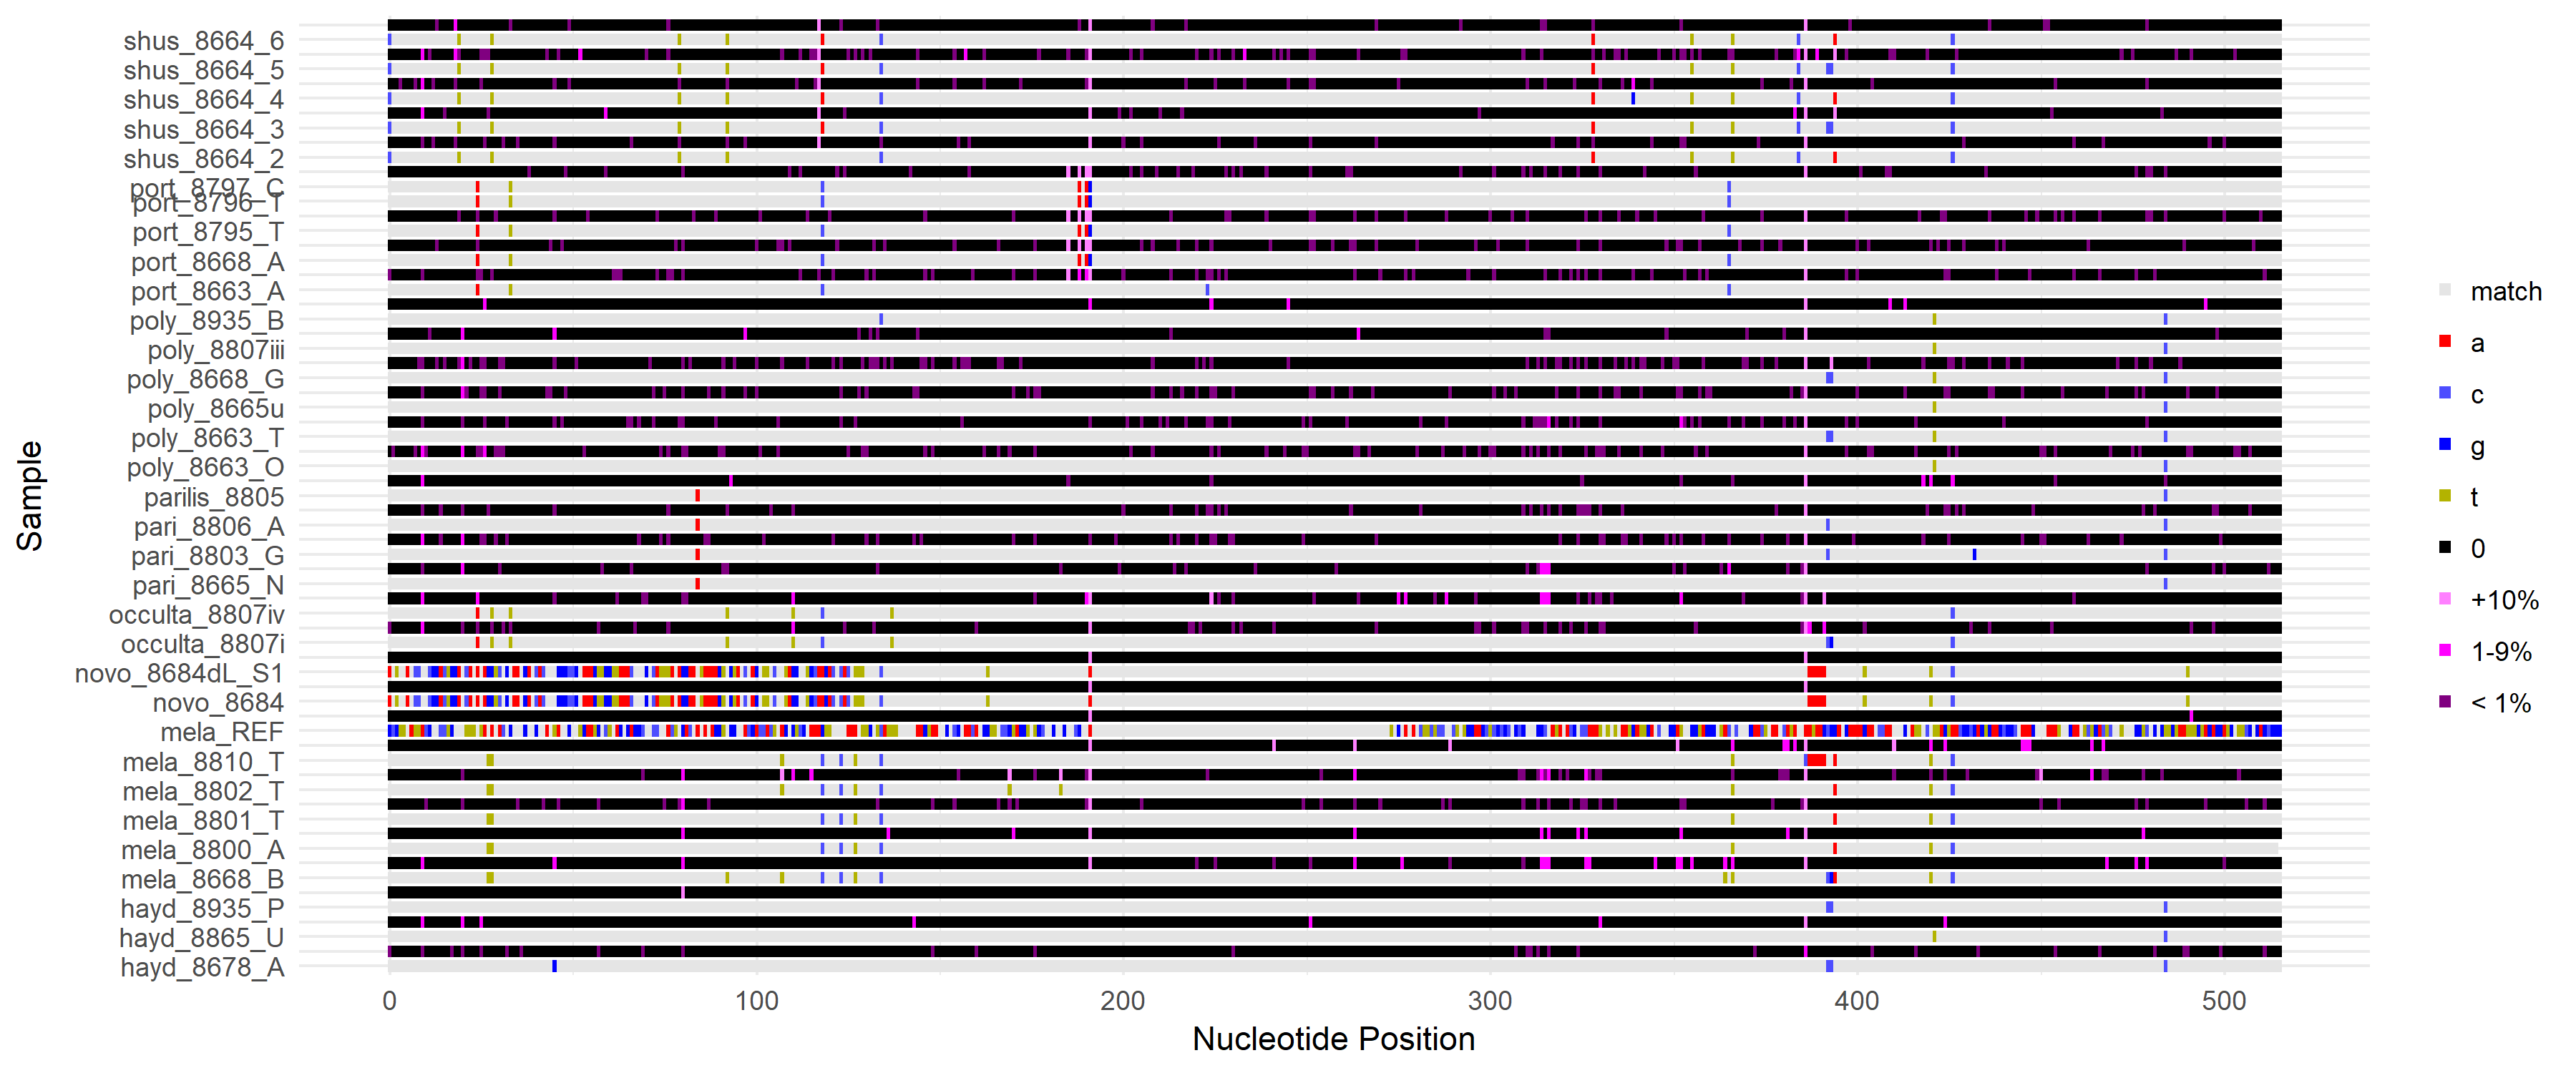 shus_8664_6
shus_8664_5
shus_8664_4
shus_8664_3
shus_8664_2
port_8797_C
port_8796_T
port_8795_T
port_8668_A
port_8663_A
poly_8935_B
poly_8807iii
poly_8668_G
poly_8665u
poly_8663_T
poly_8663_O
parilis_8805
pari_8806_A
pari_8803_G
pari_8665_N
occulta_8807iv
occulta_8807i
novo_8684dL_S1
novo_8684
mela_REF
mela_8810_T
mela_8802_T
mela_8801_T
mela_8800_A
mela_8668_B
hayd_8935_P
hayd_8865_U
hayd_8678_A
Sample
0 100 200 300 400 500
Nucleotide Position
match
a
c
g
t
0
+10%
1-9%
< 1%